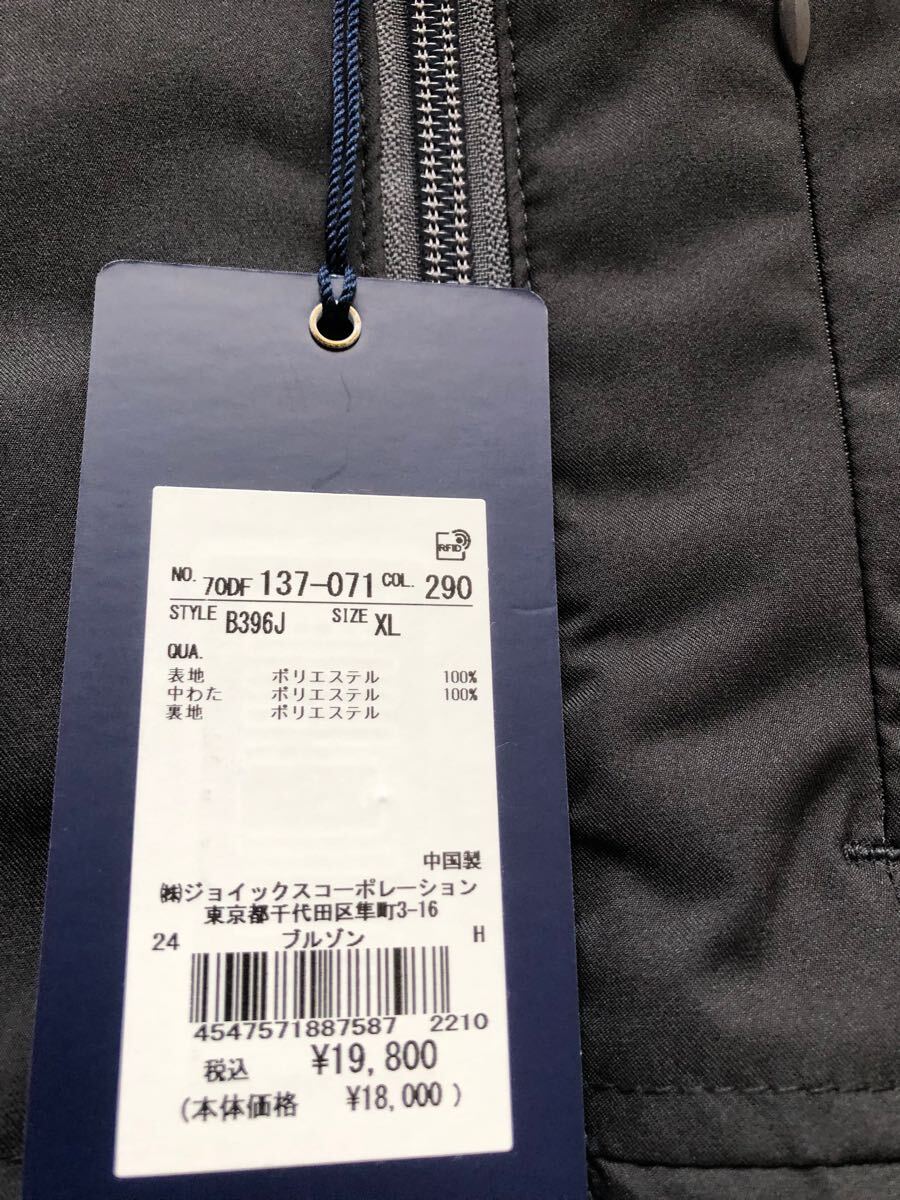 RFID
NO. 70DF 137-071 COL. 290
STYLE B396J SIZE XL
QUA.
表地 ポリエステル 100%
中わた ポリエステル 100%
裏地 ポリエステル
中国製
㈱ジョイックスコーポレーション
東京都千代田区隼町3-16
24 ブルゾン H
4547571887587 2210
税込 ¥19,800
(本体価格 ¥18,000)